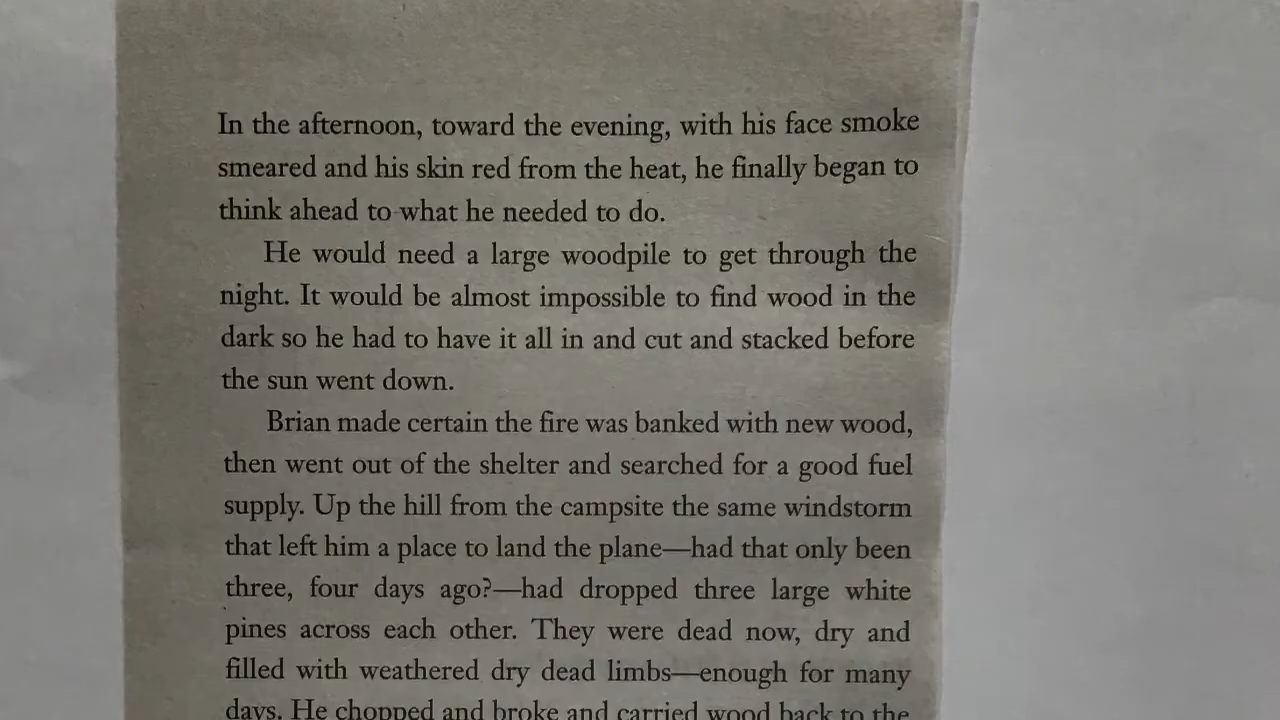 In the afternoon, toward the evening, with his face smoke
smeared and his skin red from the heat, he finally began to
think ahead to what he needed to do.
He would need a large woodpile to get through the
night. It would be almost impossible to find wood in the
dark so he had to have it all in and cut and stacked before
the sun went down.
Brian made certain the fire was banked with new wood,
then went out of the shelter and searched for a good fuel
supply. Up the hill from the campsite the same windstorm
that left him a place to land the plane—had that only been
three, four days ago?—had dropped three large white
pines across each other. They were dead now, dry and
filled with weathered dry dead limbs—enough for many
days. He chopped and broke and carried wood back to the